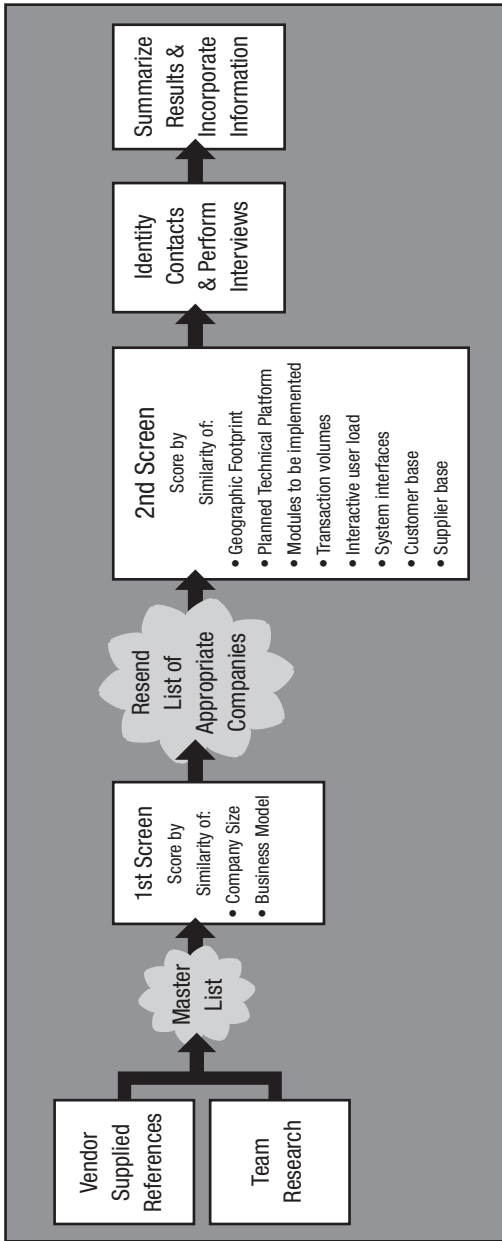 Vendor
Supplied
References
Team
Research
Master
List
1st Screen
Score by
Similarity of:
• Company Size
• Business Model
Resend
List of
Appropriate
Companies
2nd Screen
Score by
Similarity of:
• Geographic Footprint
• Planned Technical Platform
• Modules to be implemented
• Transaction volumes
• Interactive user load
• System interfaces
• Customer base
• Supplier base
Identity
Contacts
& Perform
Interviews
Summarize
Results &
Incorporate
Information